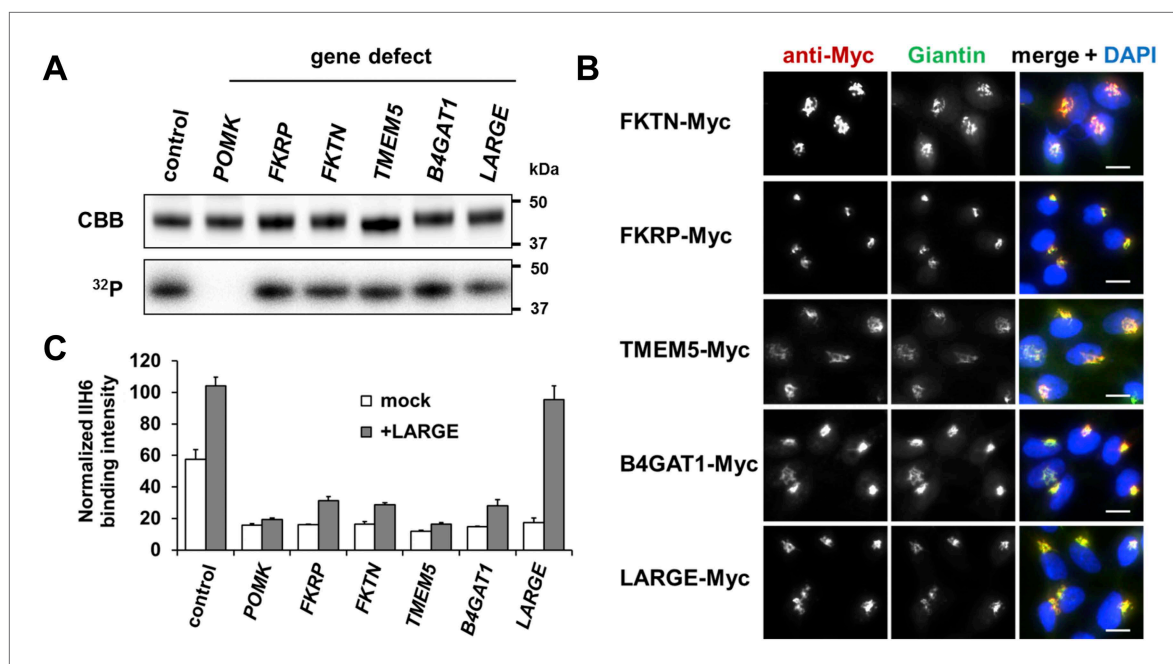 A
gene defect
control
POMK
FKRP
FKTN
TMEM5
B4GAT1
LARGE
kDa
CBB
50
37
³²P
50
37
B
anti-Myc
Giantin
merge + DAPI
FKTN-Myc
FKRP-Myc
TMEM5-Myc
B4GAT1-Myc
LARGE-Myc
C
Normalized IIH6
binding intensity
120
100
80
60
40
20
0
mock
+LARGE
control
POMK
FKRP
FKTN
TMEM5
B4GAT1
LARGE